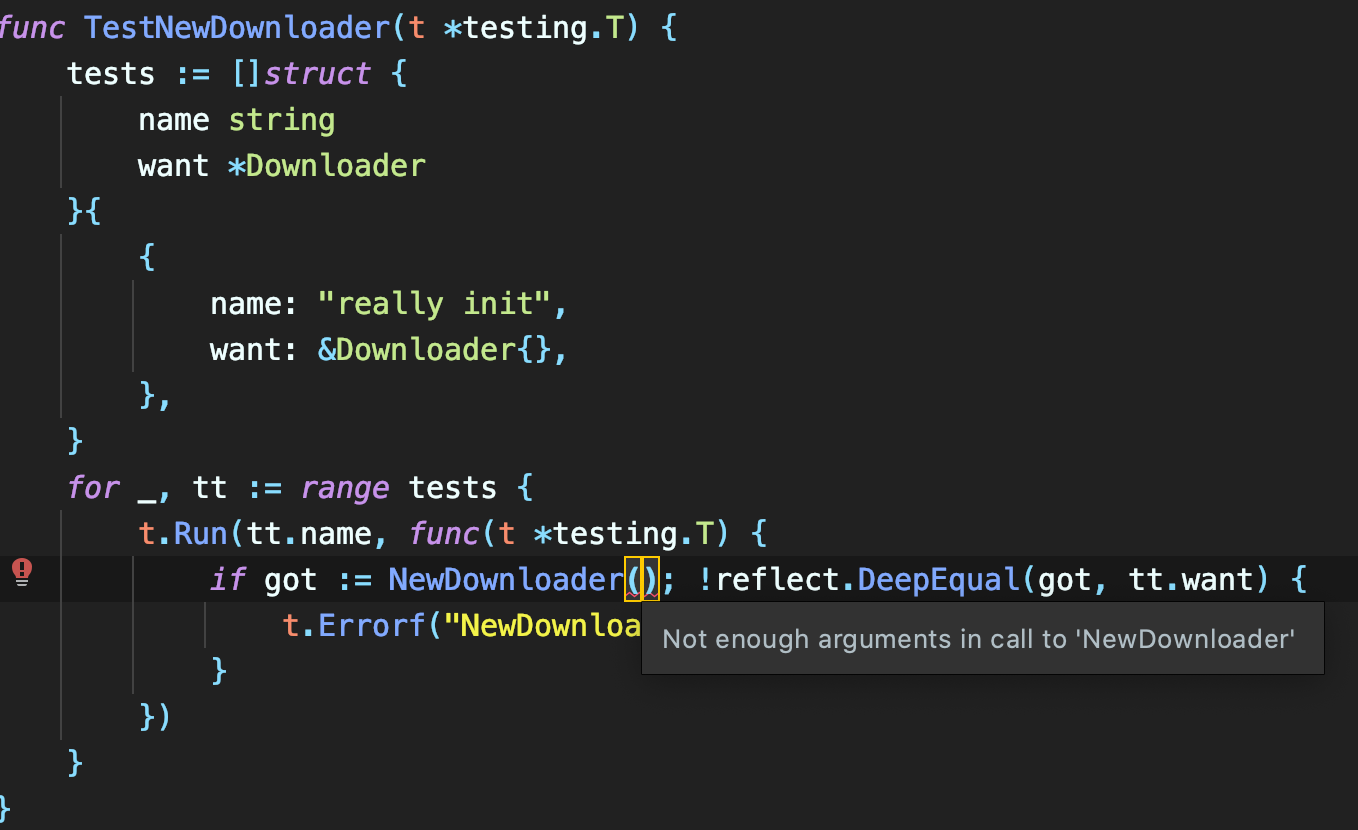 func TestNewDownloader(t *testing.T) {
tests := []struct {
name string
want *Downloader
}{
{
name: "really init",
want: &Downloader{},
},
}
for _, tt := range tests {
t.Run(tt.name, func(t *testing.T) {
if got := NewDownloader(); !reflect.DeepEqual(got, tt.want) {
t.Errorf("NewDownloa
Not enough arguments in call to 'NewDownloader'
}
})
}
}